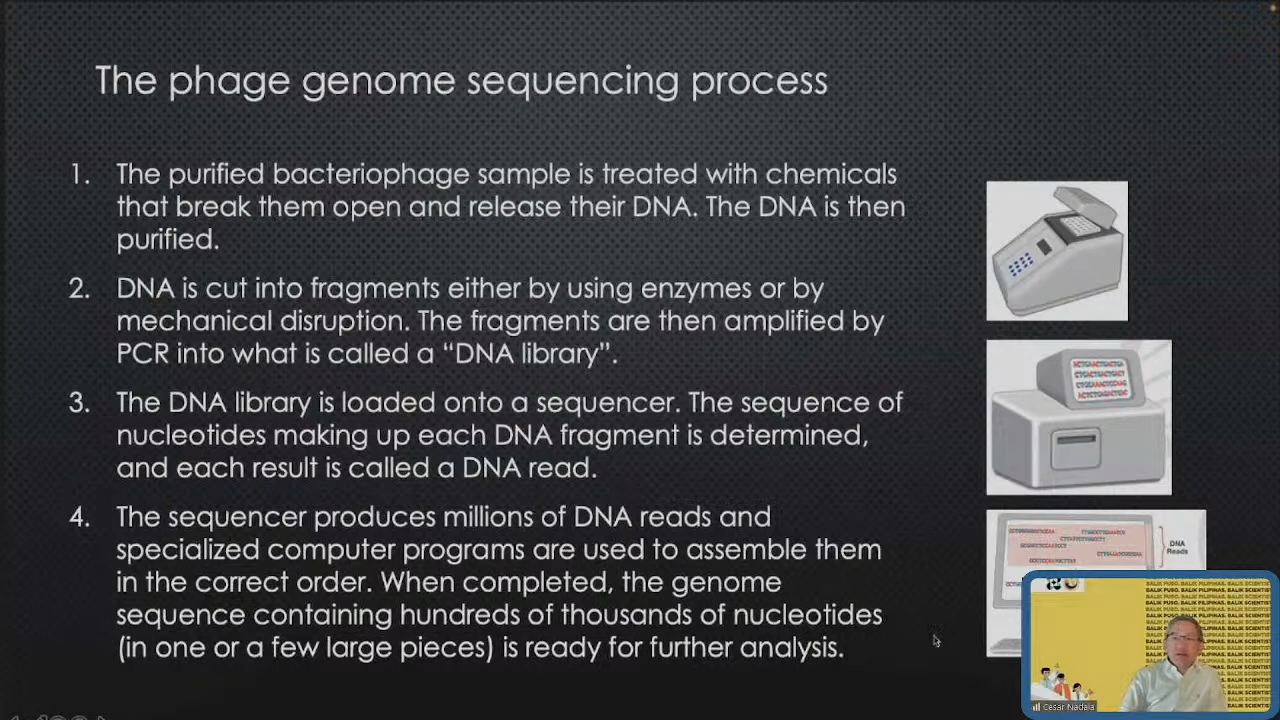 The phage genome sequencing process
1. The purified bacteriophage sample is treated with chemicals
that break them open and release their DNA. The DNA is then
purified.
2. DNA is cut into fragments either by using enzymes or by
mechanical disruption. The fragments are then amplified by
PCR into what is called a “DNA library”.
3. The DNA library is loaded onto a sequencer. The sequence of
nucleotides making up each DNA fragment is determined,
and each result is called a DNA read.
4. The sequencer produces millions of DNA reads and
specialized computer programs are used to assemble them
in the correct order. When completed, the genome
sequence containing hundreds of thousands of nucleotides
(in one or a few large pieces) is ready for further analysis.
DNA
Reads
BALIK PUSO. BALIK PILIPINAS. BALIK SCIENTIST
Cesar Nadala